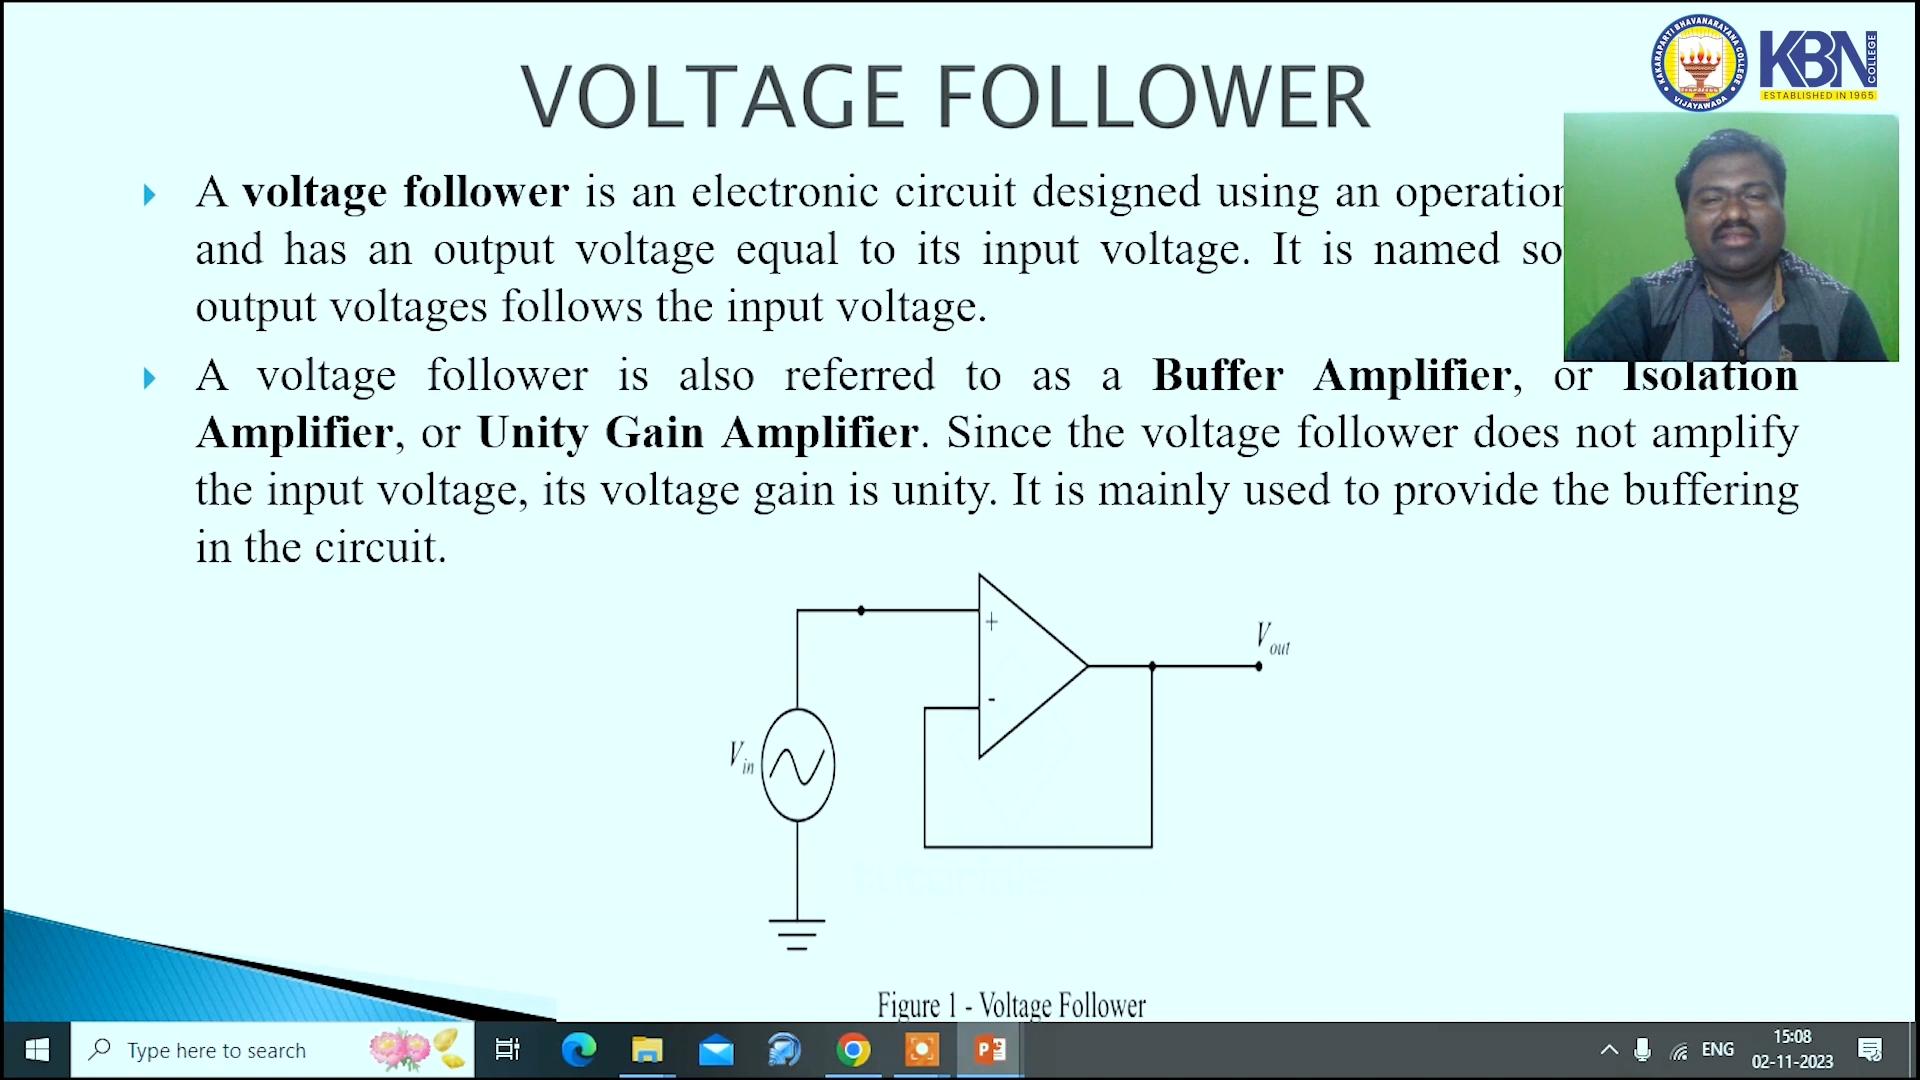 VOLTAGE FOLLOWER
KAKARAPARTI BHAVANARAYANA COLLEGE
VIJAYAWADA
KBN
COLLEGE
ESTABLISHED IN 1965
A voltage follower is an electronic circuit designed using an
and has an output voltage equal to its input voltage. It is named so
output voltages follows the input voltage.
A voltage follower is also referred to as a Buffer Amplifier, or Isolation
Amplifier, or Unity Gain Amplifier. Since the voltage follower does not amplify
the input voltage, its voltage gain is unity. It is mainly used to provide the buffering
in the circuit.
+
-
Vout
Vin
Figure 1 - Voltage Follower
Type here to search
ENG
15:08
02-11-2023